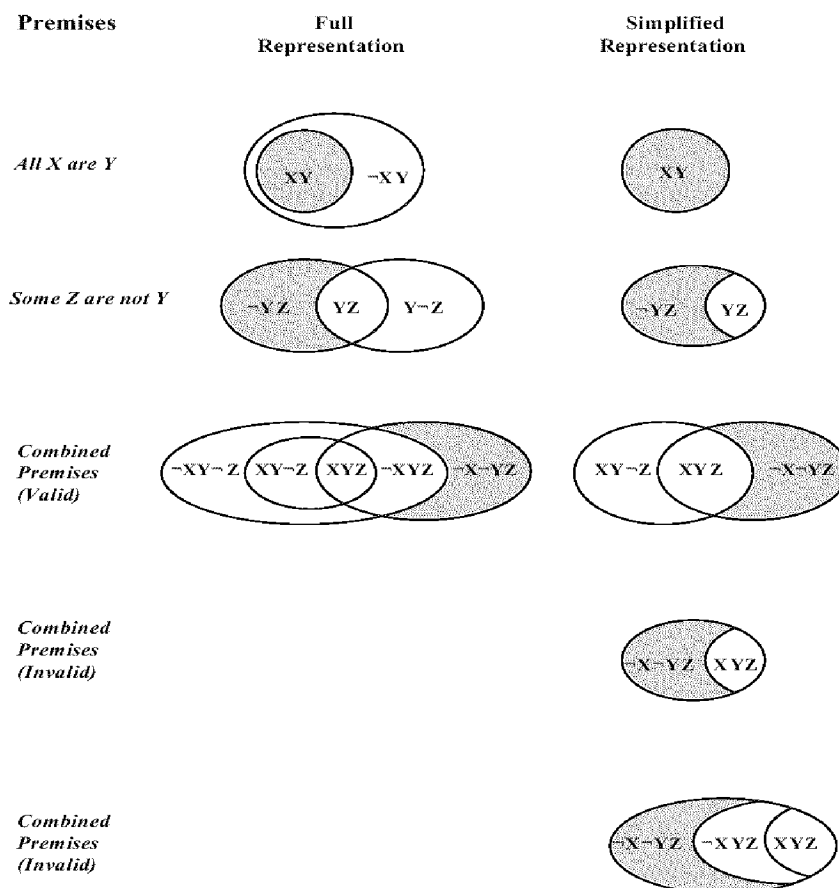 Premises
Full
Representation
Simplified
Representation
All X are Y
XY
¬XY
XY
Some Z are not Y
¬YZ
YZ
Y¬Z
¬YZ
YZ
Combined
Premises
(Valid)
¬XY¬Z
XY¬Z
XYZ
¬XYZ
¬X¬YZ
XY¬Z
XYZ
¬X¬YZ
Combined
Premises
(Invalid)
¬X¬YZ
XYZ
Combined
Premises
(Invalid)
¬X¬YZ
¬XYZ
XYZ